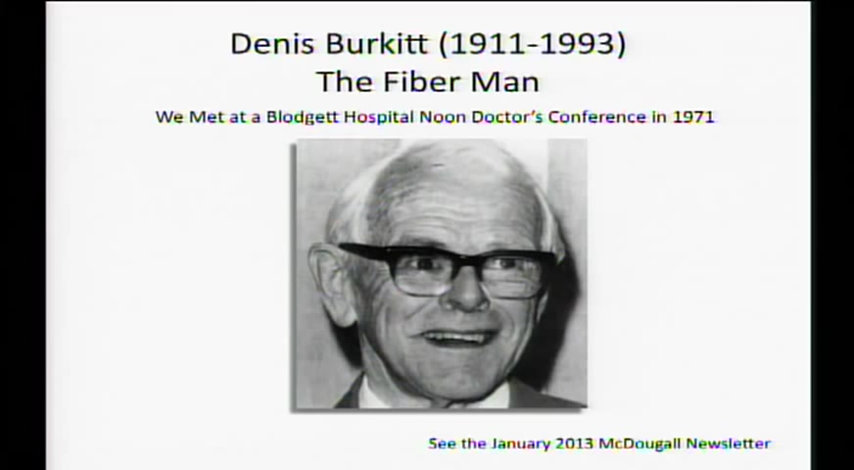 Denis Burkitt (1911-1993)
The Fiber Man
We Met at a Blodgett Hospital Noon Doctor's Conference in 1971
See the January 2013 McDougall Newsletter